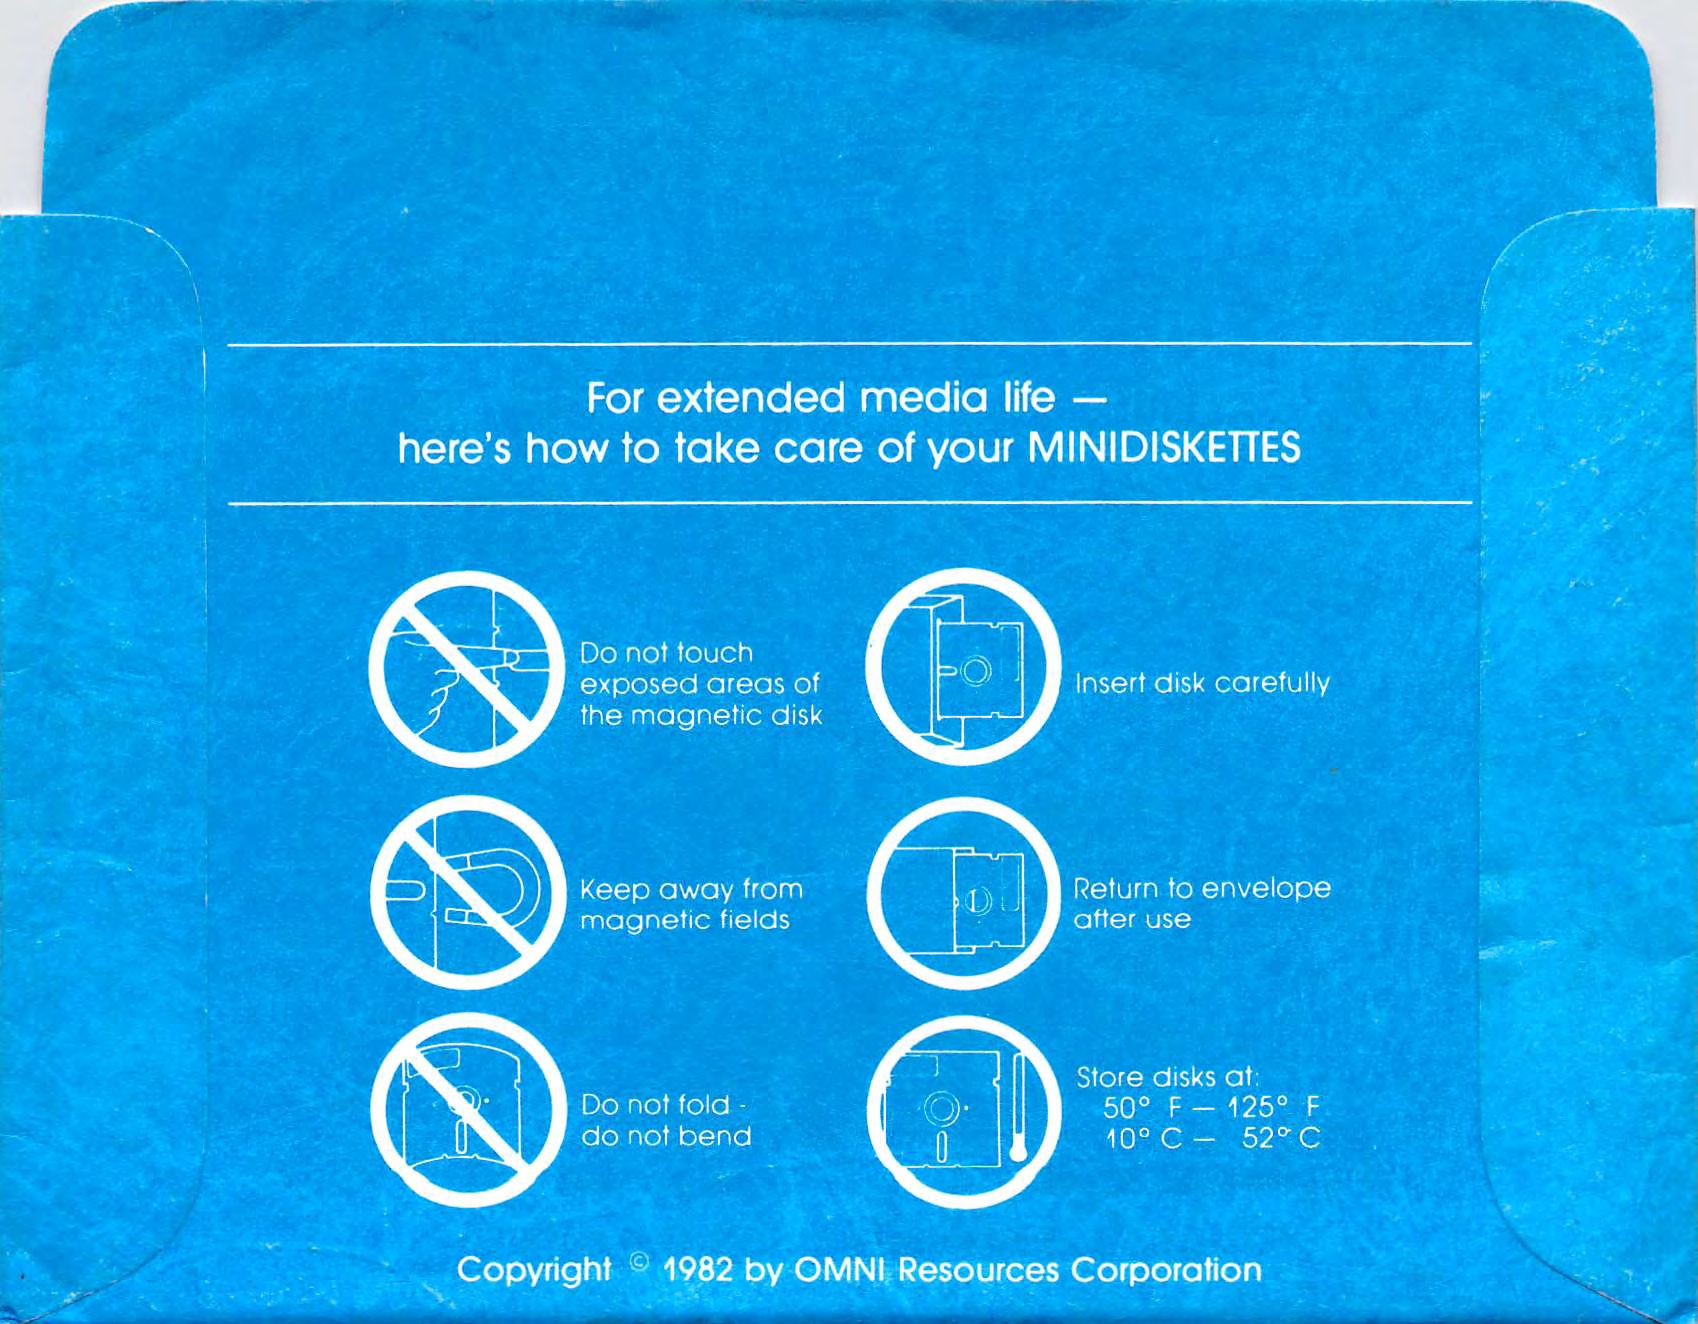 For extended media life —
here's how to take care of your MINIDISKETTES
Do not touch
exposed areas of
the magnetic disk
Insert disk carefully
Keep away from
magnetic fields
Return to envelope
after use
Do not fold -
do not bend
Store disks at:
50° F — 125° F
10° C — 52° C
Copyright © 1982 by OMNI Resources Corporation